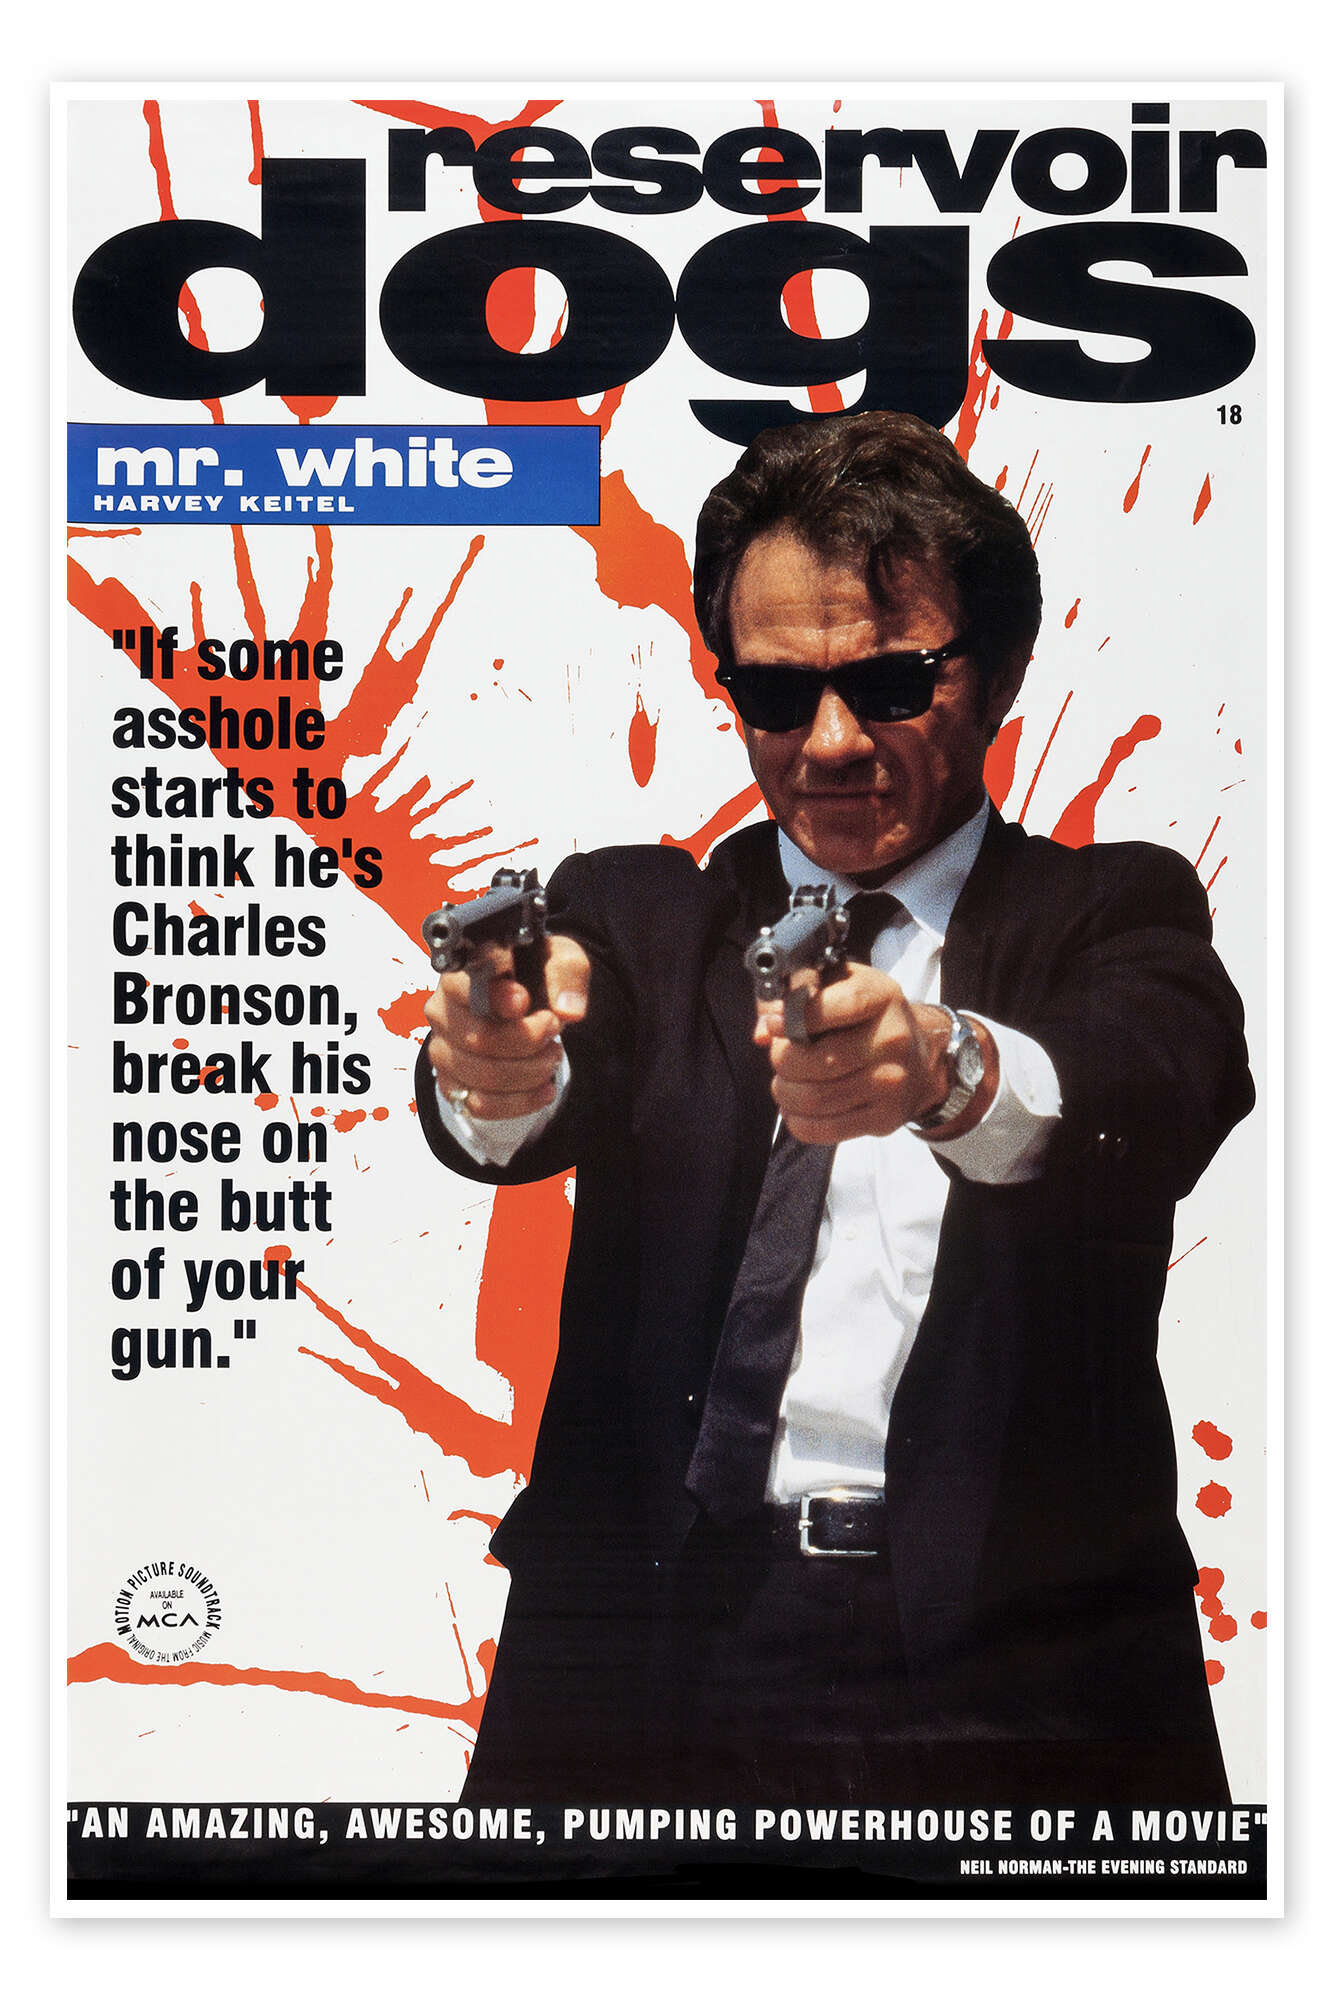 reservoir
dogs
18
mr. white
HARVEY KEITEL
"If some
asshole
starts to
think he's
Charles
Bronson,
break his
nose on
the butt
of your
gun."
MOTION PICTURE SOUNDTRACK
MUSIC FROM THE ORIGINAL
AVAILABLE
ON
MCA
"AN AMAZING, AWESOME, PUMPING POWERHOUSE OF A MOVIE"
NEIL NORMAN-THE EVENING STANDARD